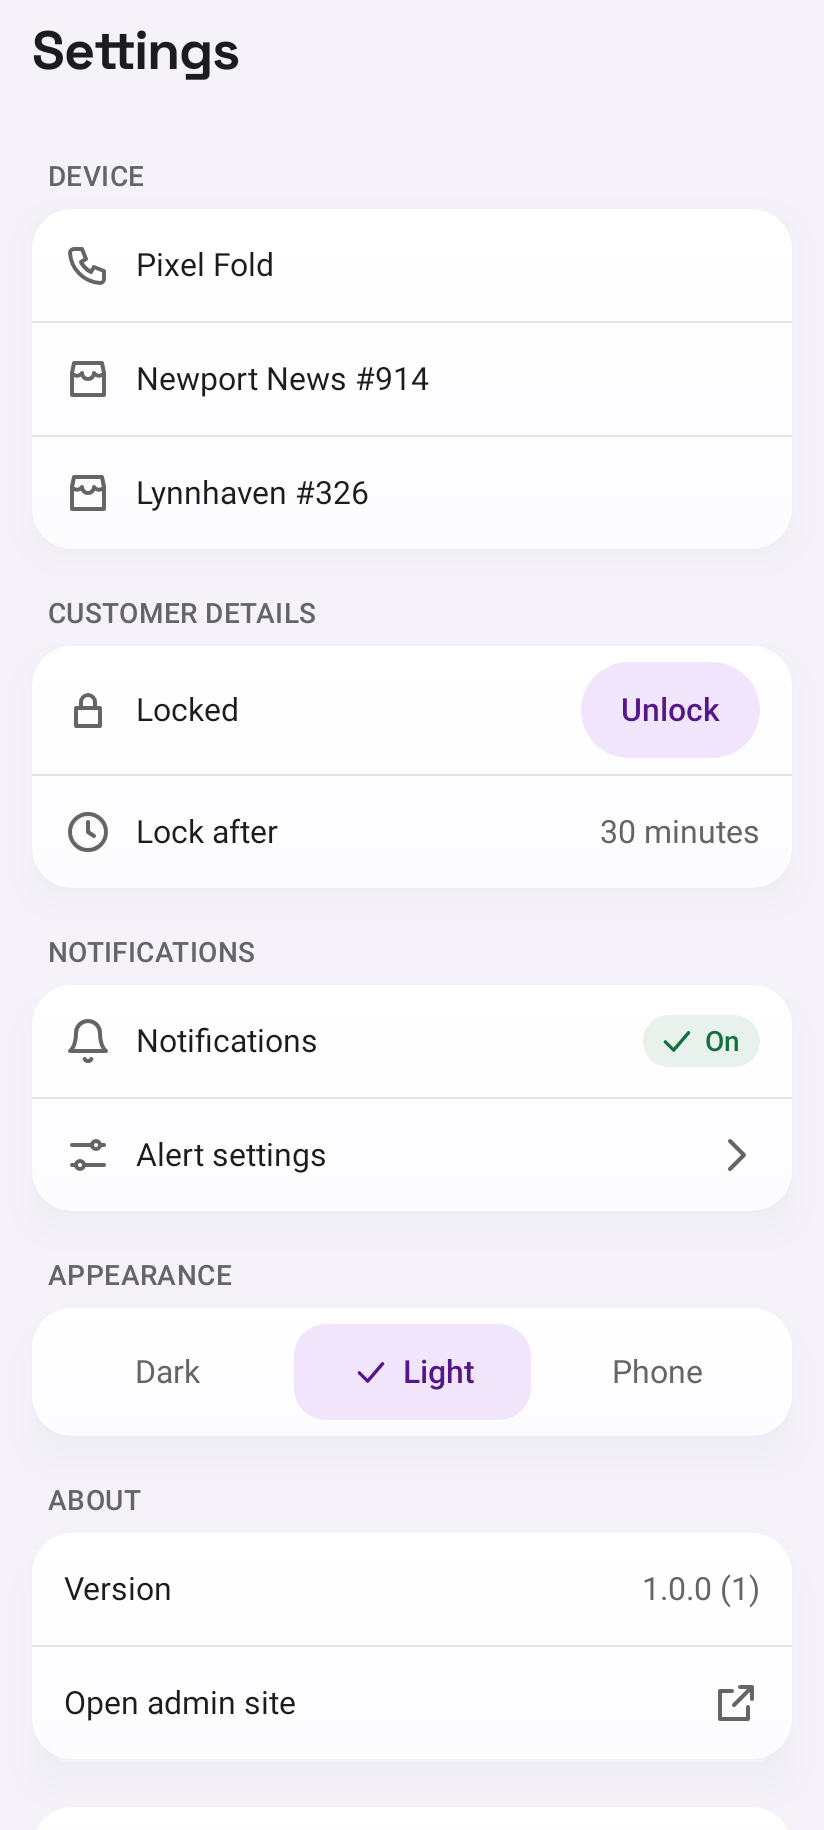 Settings
DEVICE
Pixel Fold
Newport News #914
Lynnhaven #326
CUSTOMER DETAILS
Locked
Unlock
Lock after
30 minutes
NOTIFICATIONS
Notifications
On
Alert settings
APPEARANCE
Dark
Light
Phone
ABOUT
Version
1.0.0 (1)
Open admin site